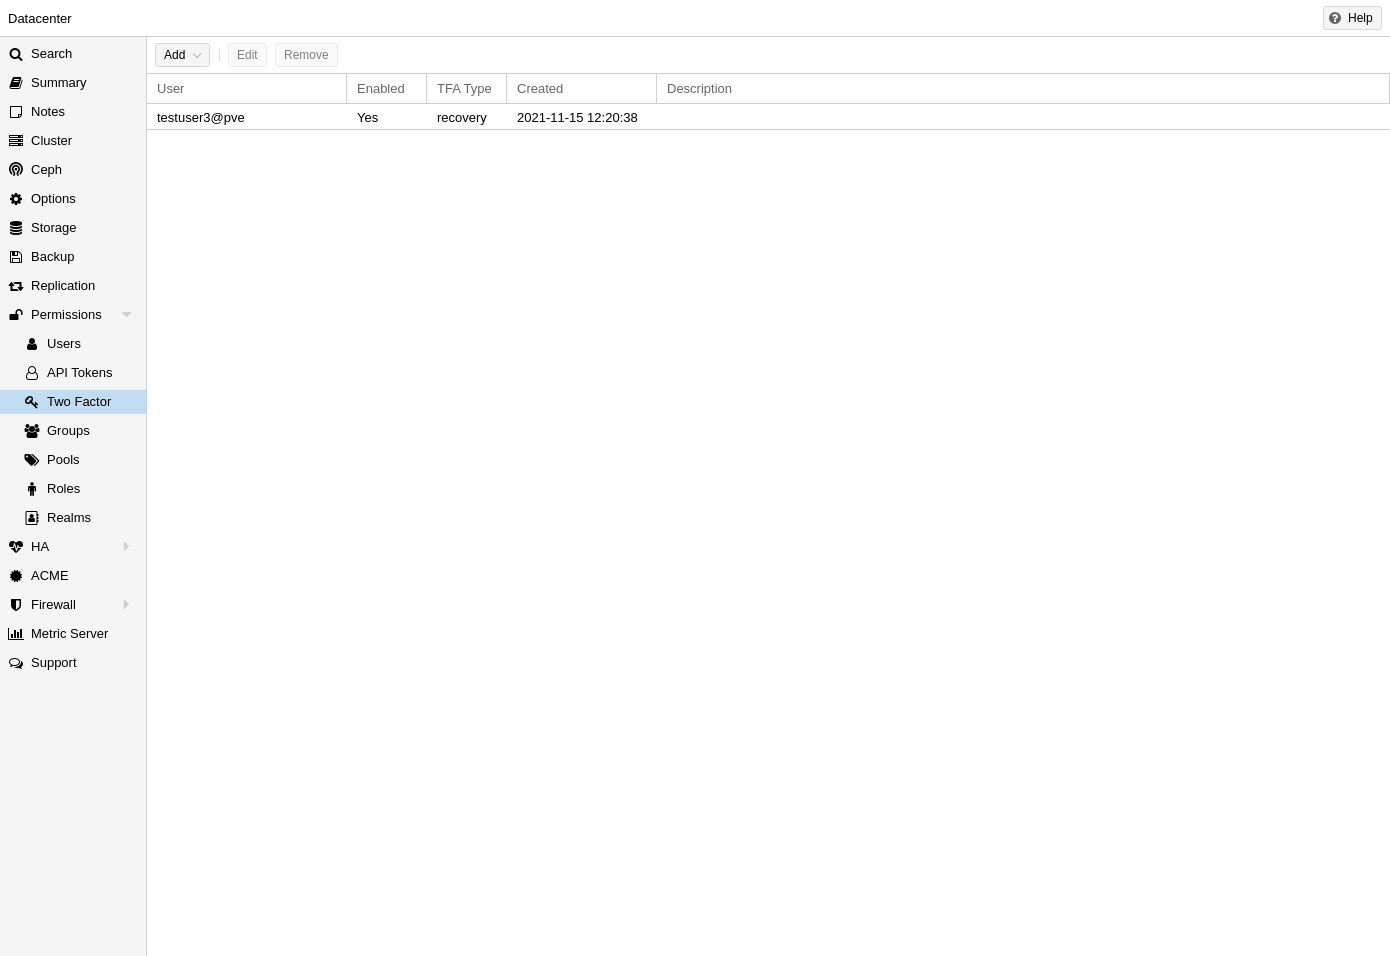 Datacenter
Help
Search
Summary
Notes
Cluster
Ceph
Options
Storage
Backup
Replication
Permissions
Users
API Tokens
Two Factor
Groups
Pools
Roles
Realms
HA
ACME
Firewall
Metric Server
Support
Add Edit Remove
User Enabled TFA Type Created Description
testuser3@pve Yes recovery 2021-11-15 12:20:38